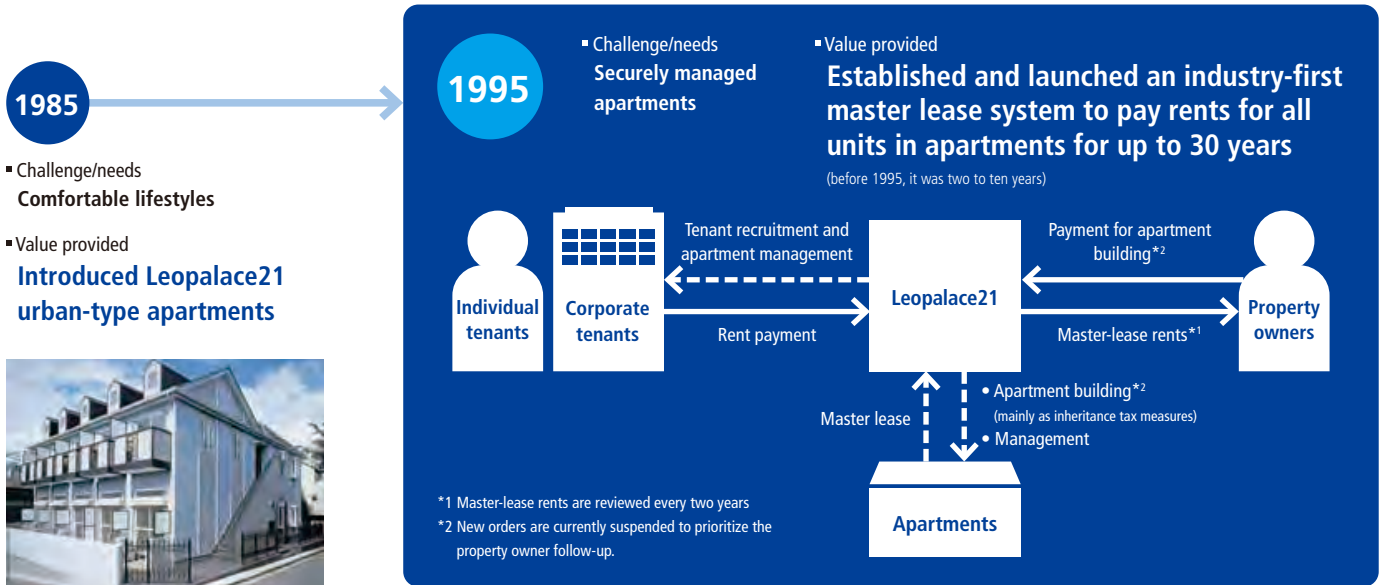 1985
■ Challenge/needs
Comfortable lifestyles
■ Value provided
Introduced Leopalace21
urban-type apartments
1995
■ Challenge/needs
Securely managed
apartments
■ Value provided
Established and launched an industry-first
master lease system to pay rents for all
units in apartments for up to 30 years
(before 1995, it was two to ten years)
Individual
tenants
Corporate
tenants
Tenant recruitment and
apartment management
Rent payment
Leopalace21
Payment for apartment
building*2
Master-lease rents*1
Property
owners
Master lease
• Apartment building*2
(mainly as inheritance tax measures)
• Management
Apartments
*1 Master-lease rents are reviewed every two years
*2 New orders are currently suspended to prioritize the
property owner follow-up.